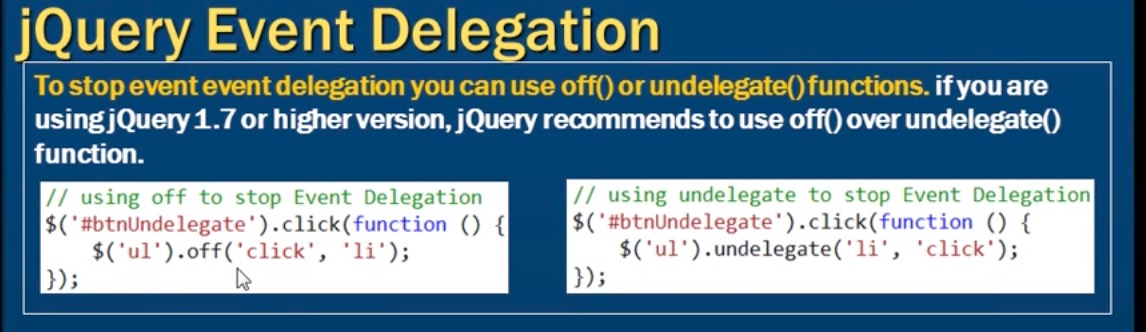 jQuery Event Delegation
To stop event event delegation you can use off() or undelegate() functions. if you are
using jQuery 1.7 or higher version, jQuery recommends to use off() over undelegate()
function.
// using off to stop Event Delegation
$('#btnUndelegate').click(function () {
    $('ul').off('click', 'li');
});
// using undelegate to stop Event Delegation
$('#btnUndelegate').click(function () {
    $('ul').undelegate('li', 'click');
});